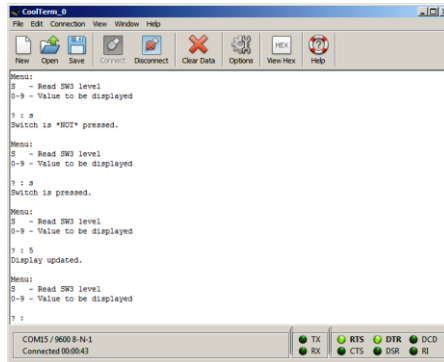 CoolTerm_0
File Edit Connection View Window Help
New Open Save Connect Disconnect Clear Data Options HEX View Hex Help
Menu:
S - Read SW3 level
0-9 - Value to be displayed
? : s
Switch is *NOT* pressed.
Menu:
S - Read SW3 level
0-9 - Value to be displayed
? : s
Switch is pressed.
Menu:
S - Read SW3 level
0-9 - Value to be displayed
? : 5
Display updated.
Menu:
S - Read SW3 level
0-9 - Value to be displayed
? :
COM15 / 9600 8-N-1 TX RTS DTR DCD
Connected 00:00:43 RX CTS DSR RI